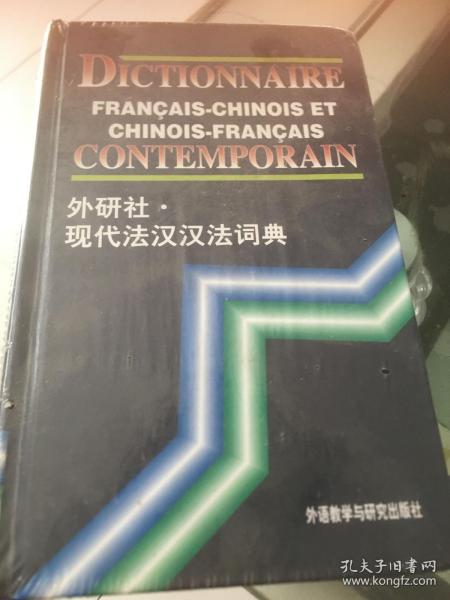 DICTIONNAIRE
FRANÇAIS-CHINOIS ET
CHINOIS-FRANÇAIS
CONTEMPORAIN
外研社·
现代法汉汉法词典
外语教学与研究出版社
孔夫子旧书网
www.kongfz.com